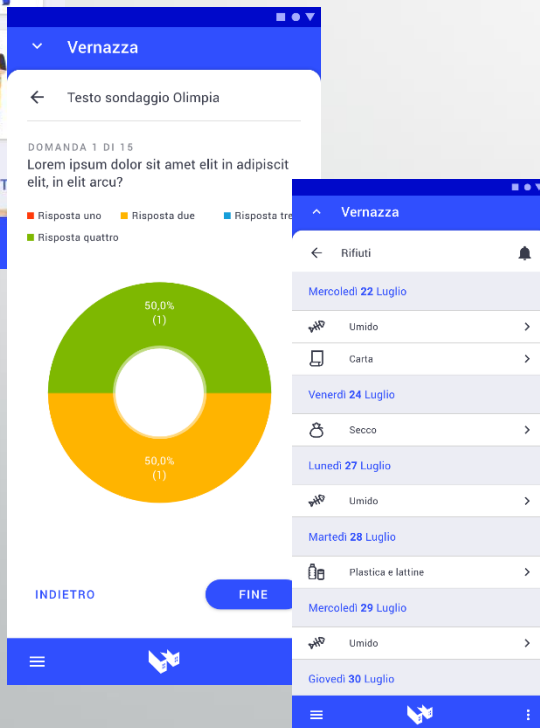 Vernazza
Testo sondaggio Olimpia
DOMANDA 1 DI 15
Lorem ipsum dolor sit amet elit in adipiscit
elit, in elit arcu?
Risposta uno Risposta due Risposta tre
Risposta quattro
50,0%
(1)
50,0%
(1)
INDIETRO FINE
Vernazza
Rifiuti
Mercoledì 22 Luglio
Umido
Carta
Venerdì 24 Luglio
Secco
Lunedì 27 Luglio
Umido
Martedì 28 Luglio
Plastica e lattine
Mercoledì 29 Luglio
Umido
Giovedì 30 Luglio